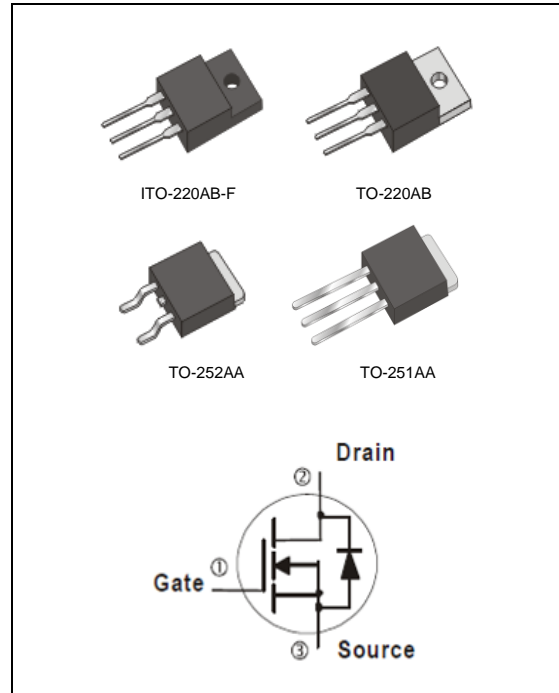 ITO-220AB-F
TO-220AB
TO-252AA
TO-251AA
Drain
②
Gate ①
③ Source